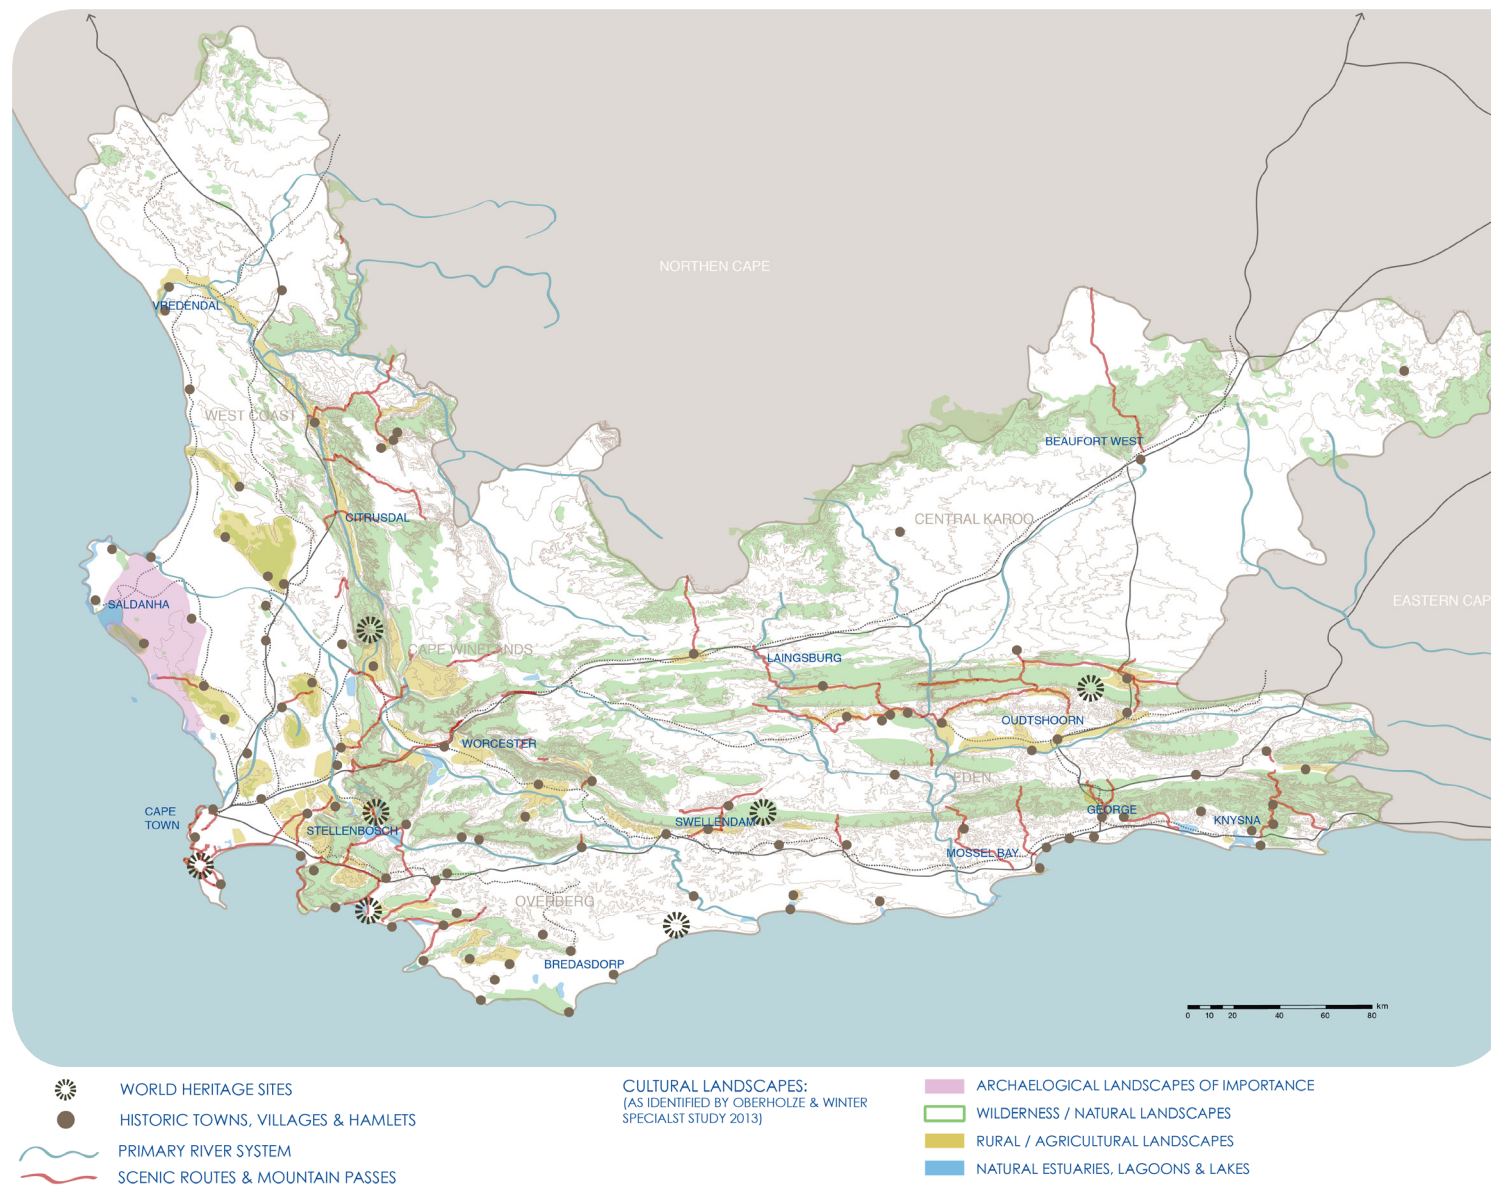 NORTHEN CAPE
VREDENDAL
WEST COAST
BEAUFORT WEST
CITRUSDAL
CENTRAL KAROO
SALDANHA
EASTERN CAP
CAPE WINELANDS
LAINGSBURG
OUDTSHOORN
WORCESTER
EDEN
CAPE
TOWN
GEORGE
STELLENBOSCH
SWELLENDAM
KNYSNA
MOSSEL BAY
OVERBERG
BREDASDORP
km
0 10 20 40 60 80
WORLD HERITAGE SITES
HISTORIC TOWNS, VILLAGES & HAMLETS
PRIMARY RIVER SYSTEM
SCENIC ROUTES & MOUNTAIN PASSES
CULTURAL LANDSCAPES:
(AS IDENTIFIED BY OBERHOLZE & WINTER
SPECIALST STUDY 2013)
ARCHAELOGICAL LANDSCAPES OF IMPORTANCE
WILDERNESS / NATURAL LANDSCAPES
RURAL / AGRICULTURAL LANDSCAPES
NATURAL ESTUARIES, LAGOONS & LAKES